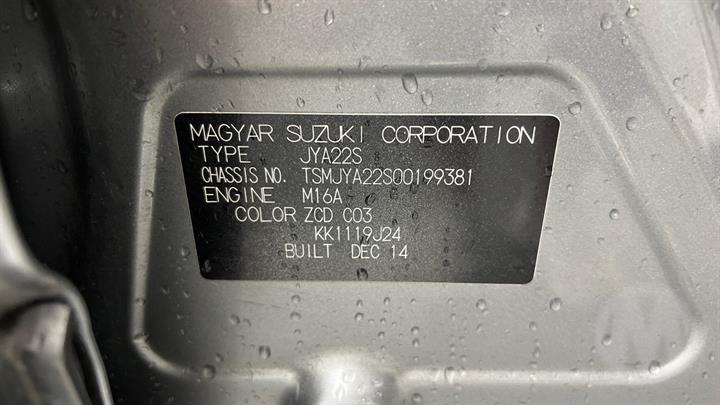 MAGYAR SUZUKI CORPORATION
TYPE JYA22S
CHASSIS NO. TSMJYA22S00199381
ENGINE M16A
COLOR ZCD C03
KK1119J24
BUILT DEC 14